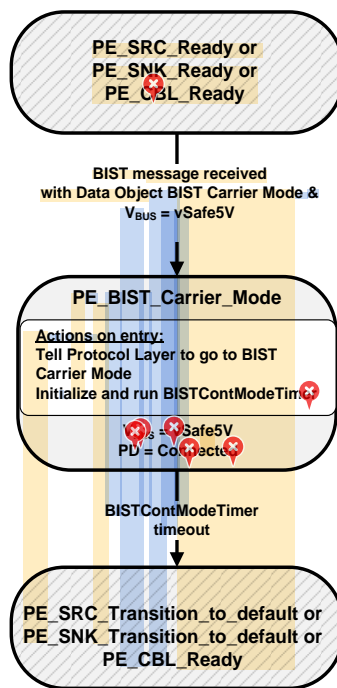 PE_SRC_Ready or
PE_SNK_Ready or
PE_CBL_Ready
BIST message received
with Data Object BIST Carrier Mode &
VBUS = vSafe5V
PE_BIST_Carrier_Mode
Actions on entry:
Tell Protocol Layer to go to BIST
Carrier Mode
Initialize and run BISTContModeTimer
VBUS = vSafe5V
PD = Connected
BISTContModeTimer
timeout
PE_SRC_Transition_to_default or
PE_SNK_Transition_to_default or
PE_CBL_Ready